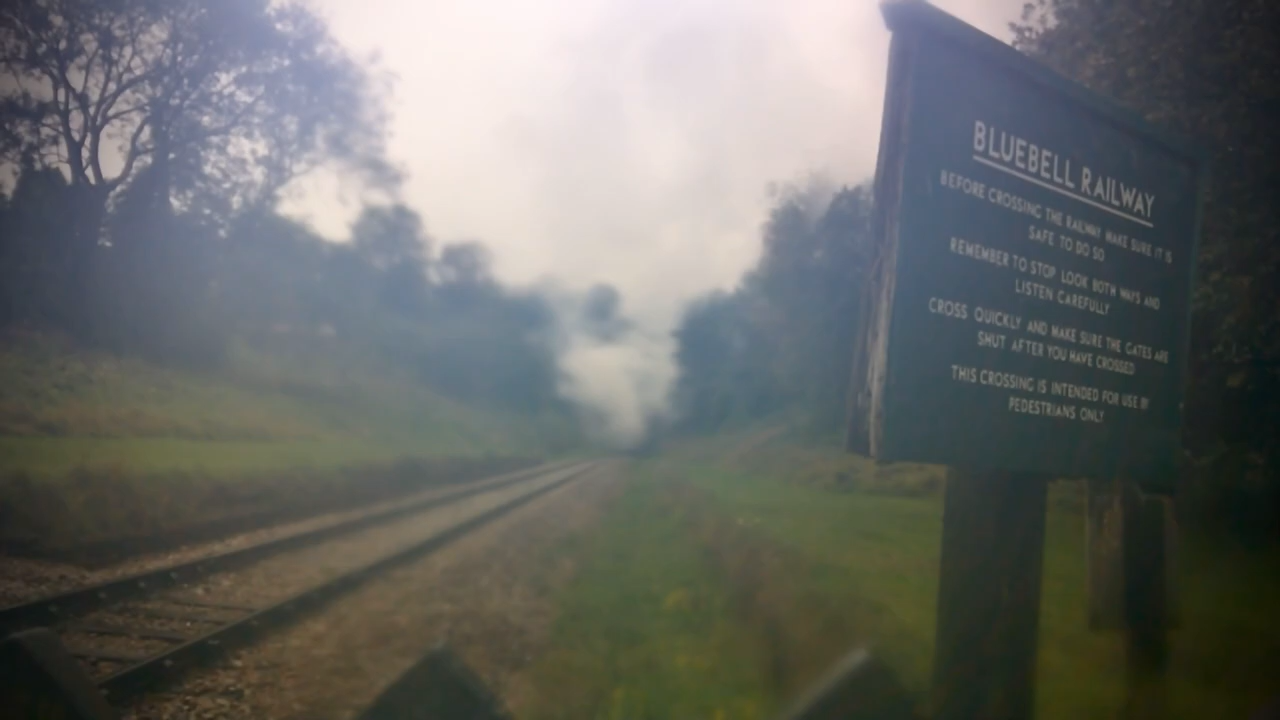 BLUEBELL RAILWAY
BEFORE CROSSING THE RAILWAY MAKE SURE IT IS
SAFE TO DO SO
REMEMBER TO STOP LOOK BOTH WAYS AND
LISTEN CAREFULLY
CROSS QUICKLY AND MAKE SURE THE GATES ARE
SHUT AFTER YOU HAVE CROSSED
THIS CROSSING IS INTENDED FOR USE BY
PEDESTRIANS ONLY